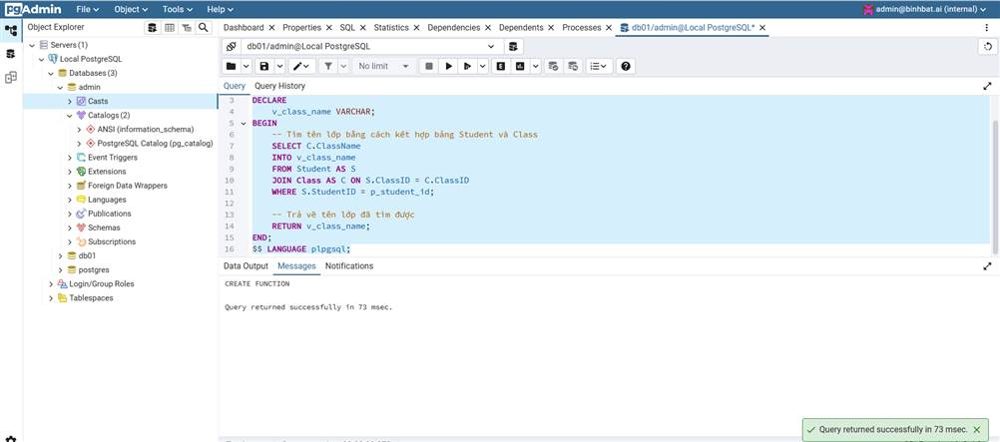 pgAdmin File Object Tools Help admin@binhbat.ai (internal)
Object Explorer
Dashboard Properties SQL Statistics Dependencies Dependents Processes db01/admin@Local PostgreSQL*
Servers (1)
Local PostgreSQL
Databases (3)
admin
Casts
Catalogs (2)
ANSI (information_schema)
PostgreSQL Catalog (pg_catalog)
Event Triggers
Extensions
Foreign Data Wrappers
Languages
Publications
Schemas
Subscriptions
db01
postgres
Login/Group Roles
Tablespaces
db01/admin@Local PostgreSQL
No limit
Query Query History
3 DECLARE
4 v_class_name VARCHAR;
5 BEGIN
6 -- Tìm tên lớp bằng cách kết hợp bảng Student và Class
7 SELECT C.ClassName
8 INTO v_class_name
9 FROM Student AS S
10 JOIN Class AS C ON S.ClassID = C.ClassID
11 WHERE S.StudentID = p_student_id;
12
13 -- Trả về tên lớp đã tìm được
14 RETURN v_class_name;
15 END;
16 $$ LANGUAGE plpgsql;
Data Output Messages Notifications
CREATE FUNCTION
Query returned successfully in 73 msec.
Query returned successfully in 73 msec.